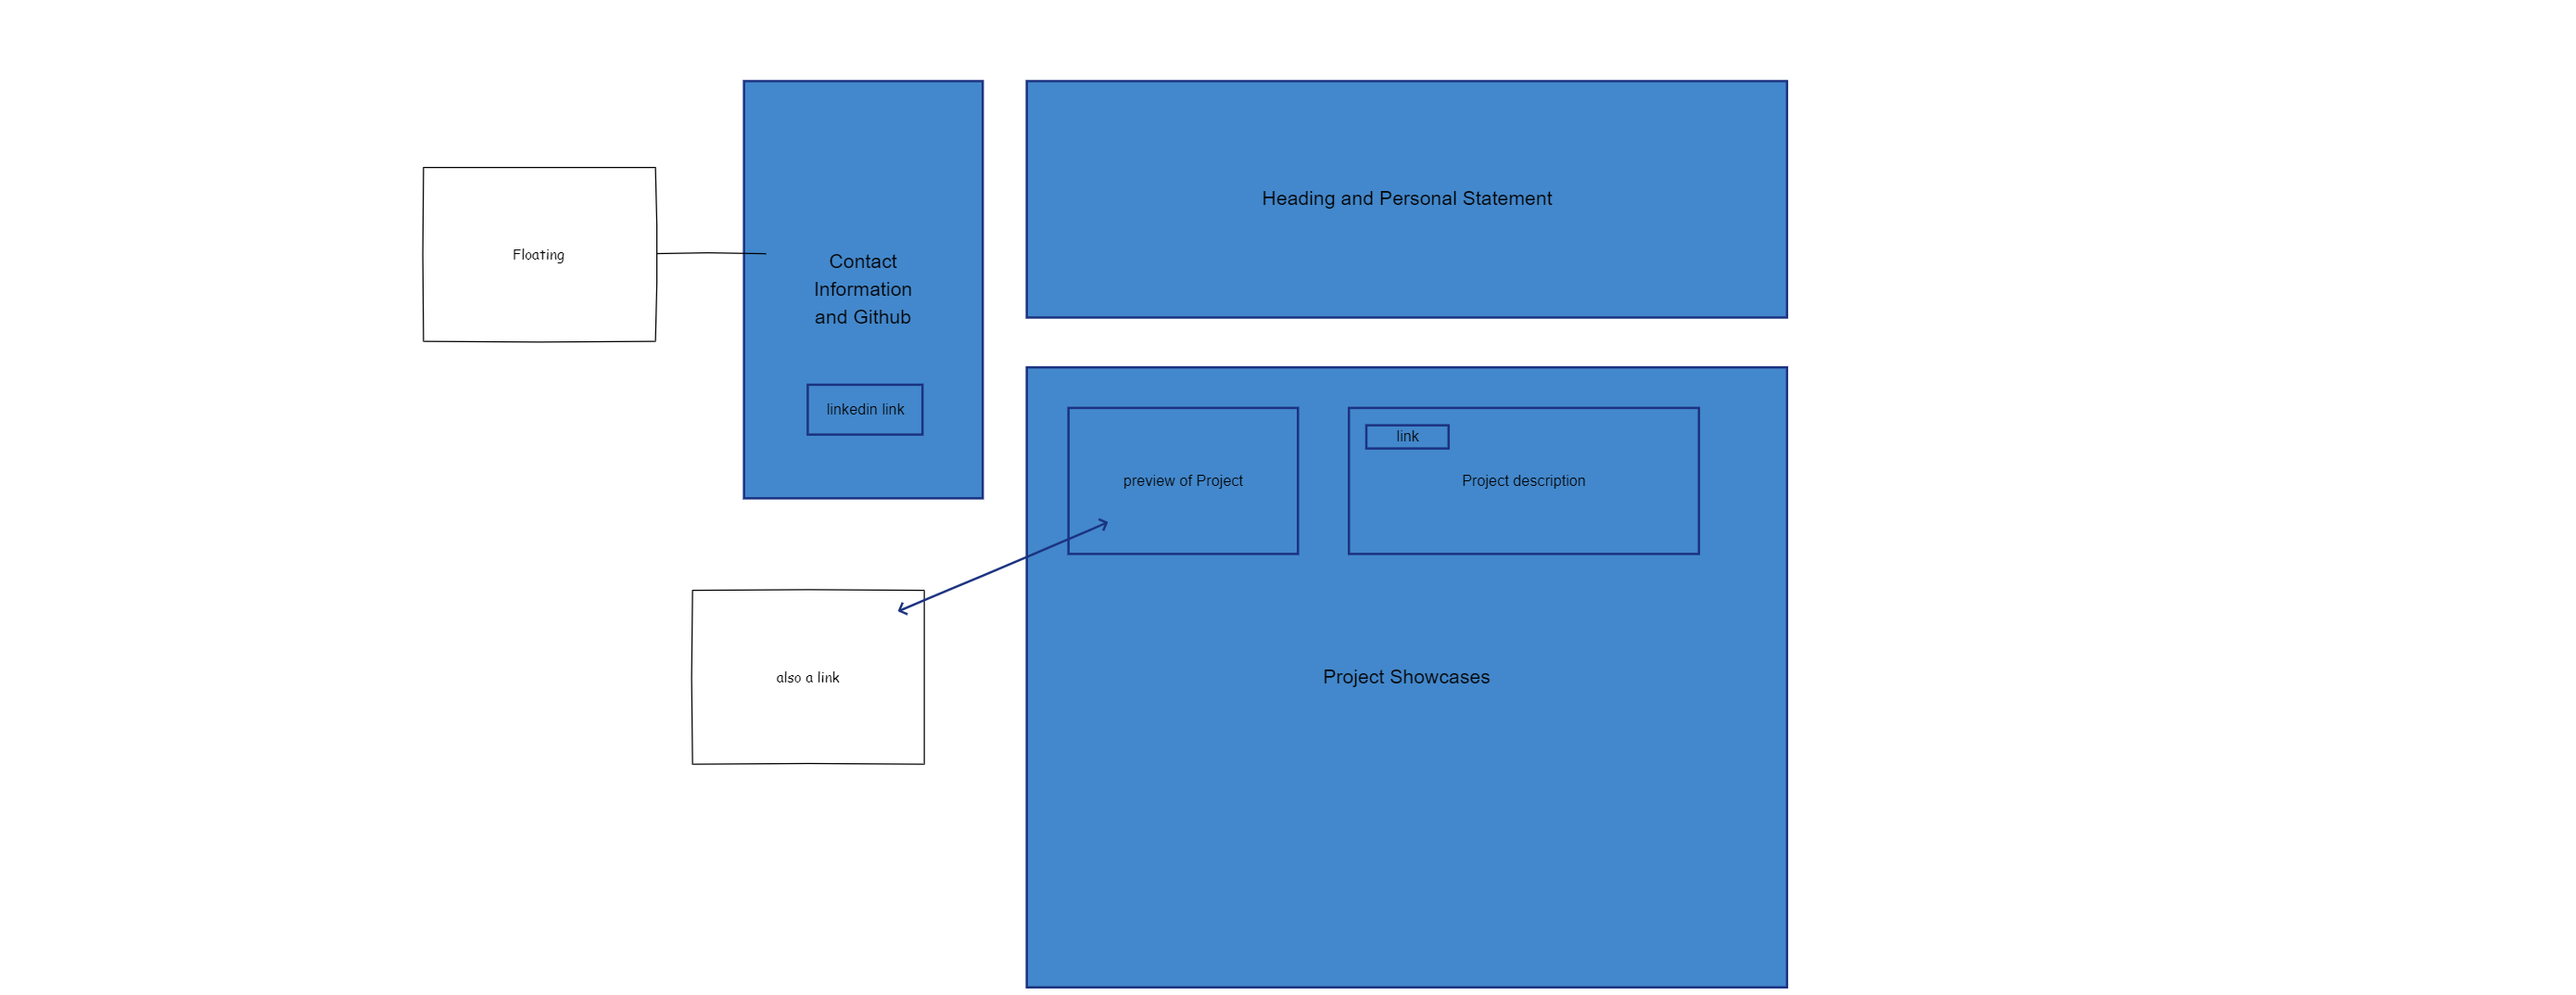 Heading and Personal Statement
Floating
Contact
Information
and Github
linkedin link
link
preview of Project
Project description
also a link
Project Showcases